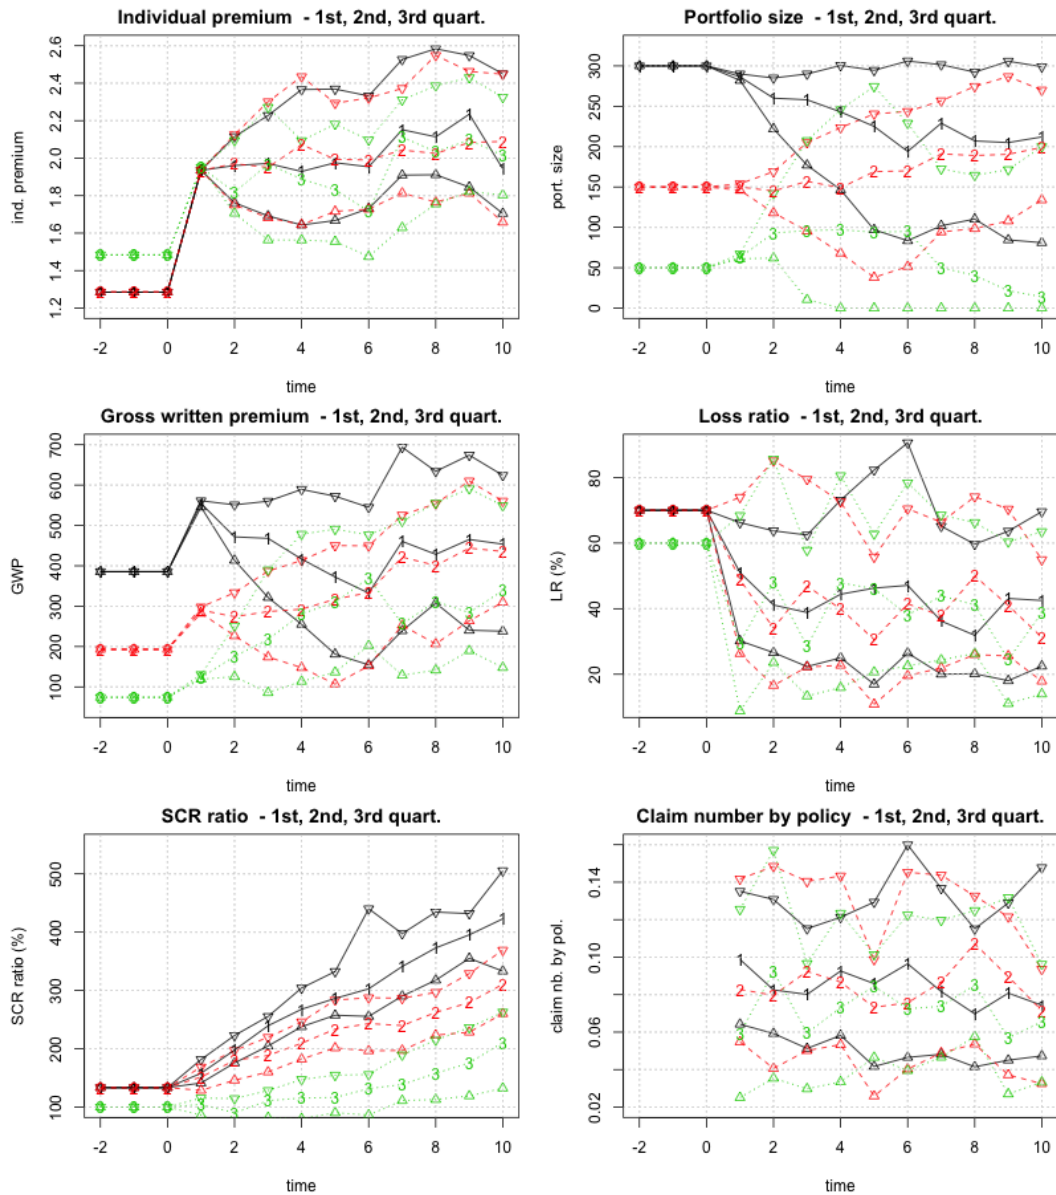 Individual premium - 1st, 2nd, 3rd quart.
ind. premium
1.2 1.4 1.6 1.8 2.0 2.2 2.4 2.6
-2 0 2 4 6 8 10
time
Portfolio size - 1st, 2nd, 3rd quart.
port. size
0 50 100 150 200 250 300
-2 0 2 4 6 8 10
time
Gross written premium - 1st, 2nd, 3rd quart.
GWP
100 200 300 400 500 600 700
-2 0 2 4 6 8 10
time
Loss ratio - 1st, 2nd, 3rd quart.
LR (%)
20 40 60 80
-2 0 2 4 6 8 10
time
SCR ratio - 1st, 2nd, 3rd quart.
SCR ratio (%)
100 200 300 400 500
-2 0 2 4 6 8 10
time
Claim number by policy - 1st, 2nd, 3rd quart.
claim nb. by pol.
0.02 0.06 0.10 0.14
-2 0 2 4 6 8 10
time